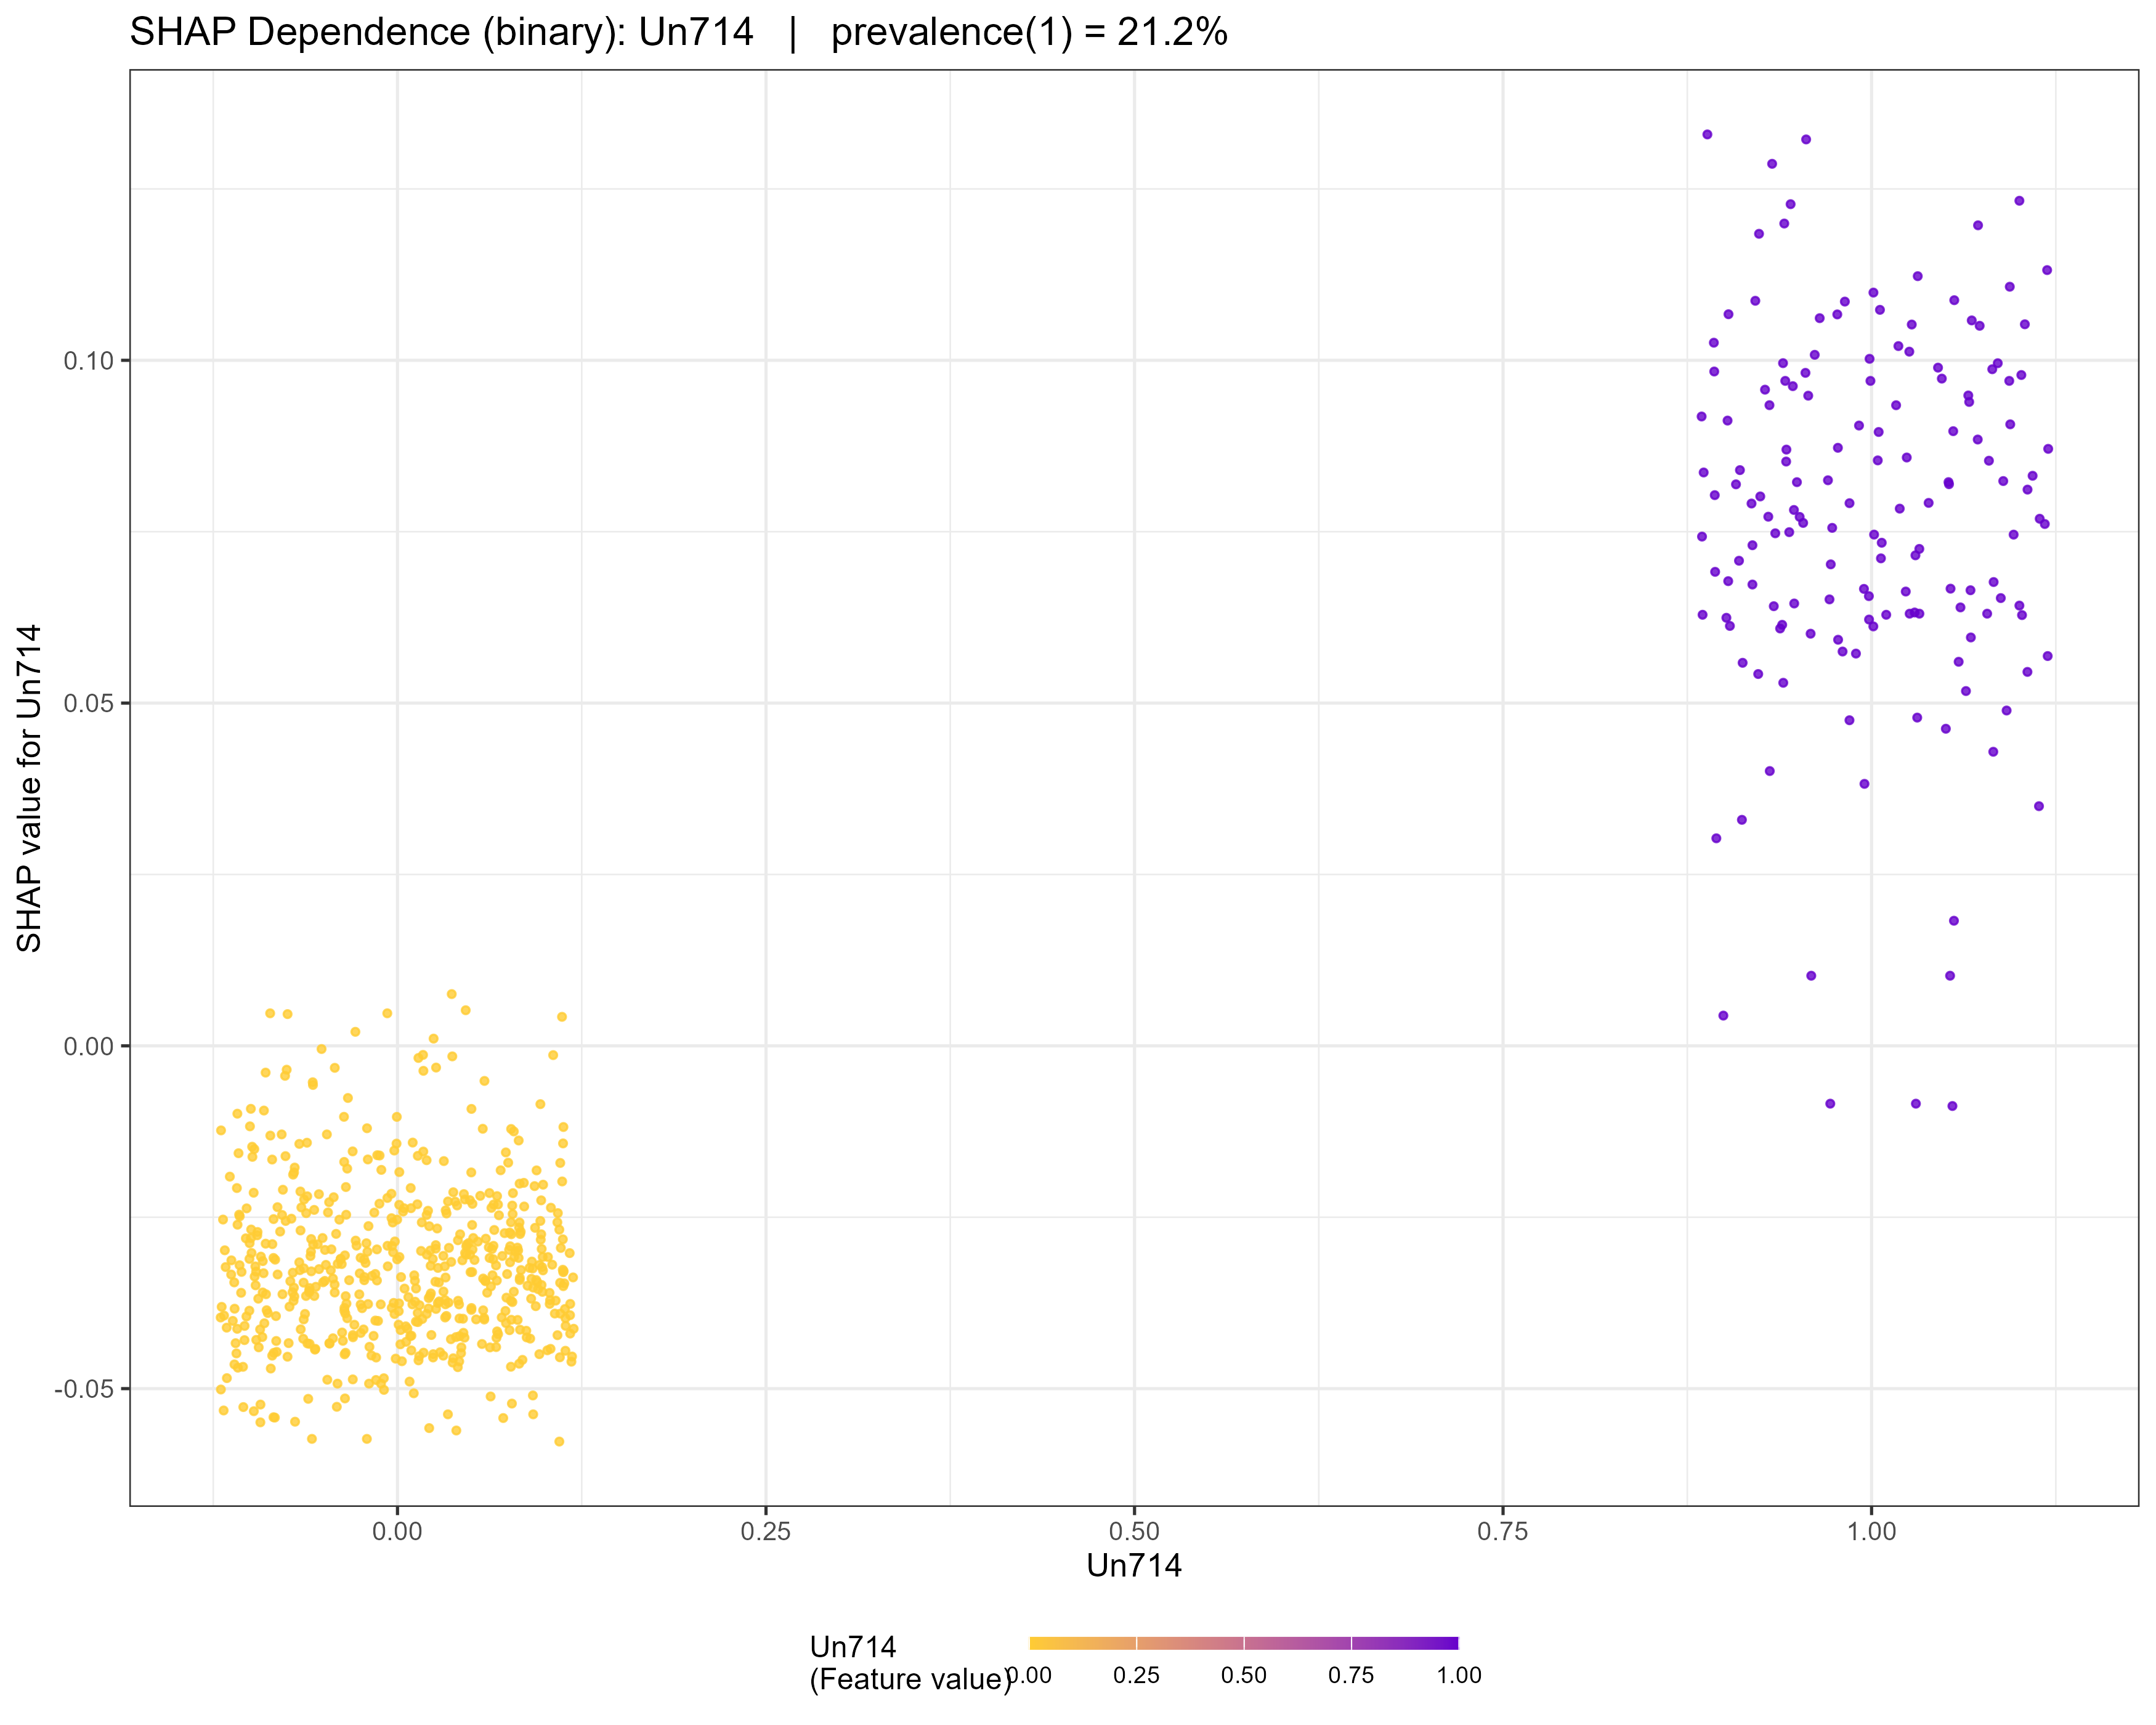 SHAP Dependence (binary): Un714 | prevalence(1) = 21.2%
SHAP value for Un714
0.10
0.05
0.00
-0.05
0.00 0.25 0.50 0.75 1.00
Un714
Un714
(Feature value)
0.00 0.25 0.50 0.75 1.00